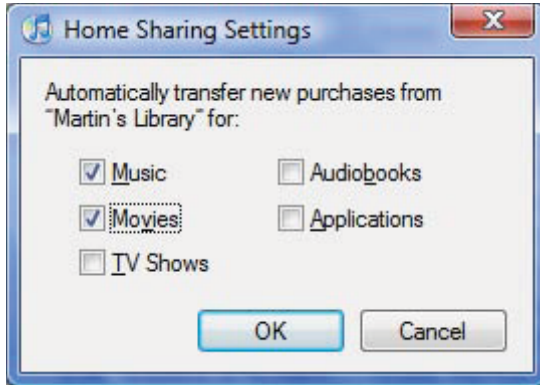 Home Sharing Settings
Automatically transfer new purchases from
"Martin's Library" for:
Music
Audiobooks
Movies
Applications
TV Shows
OK
Cancel